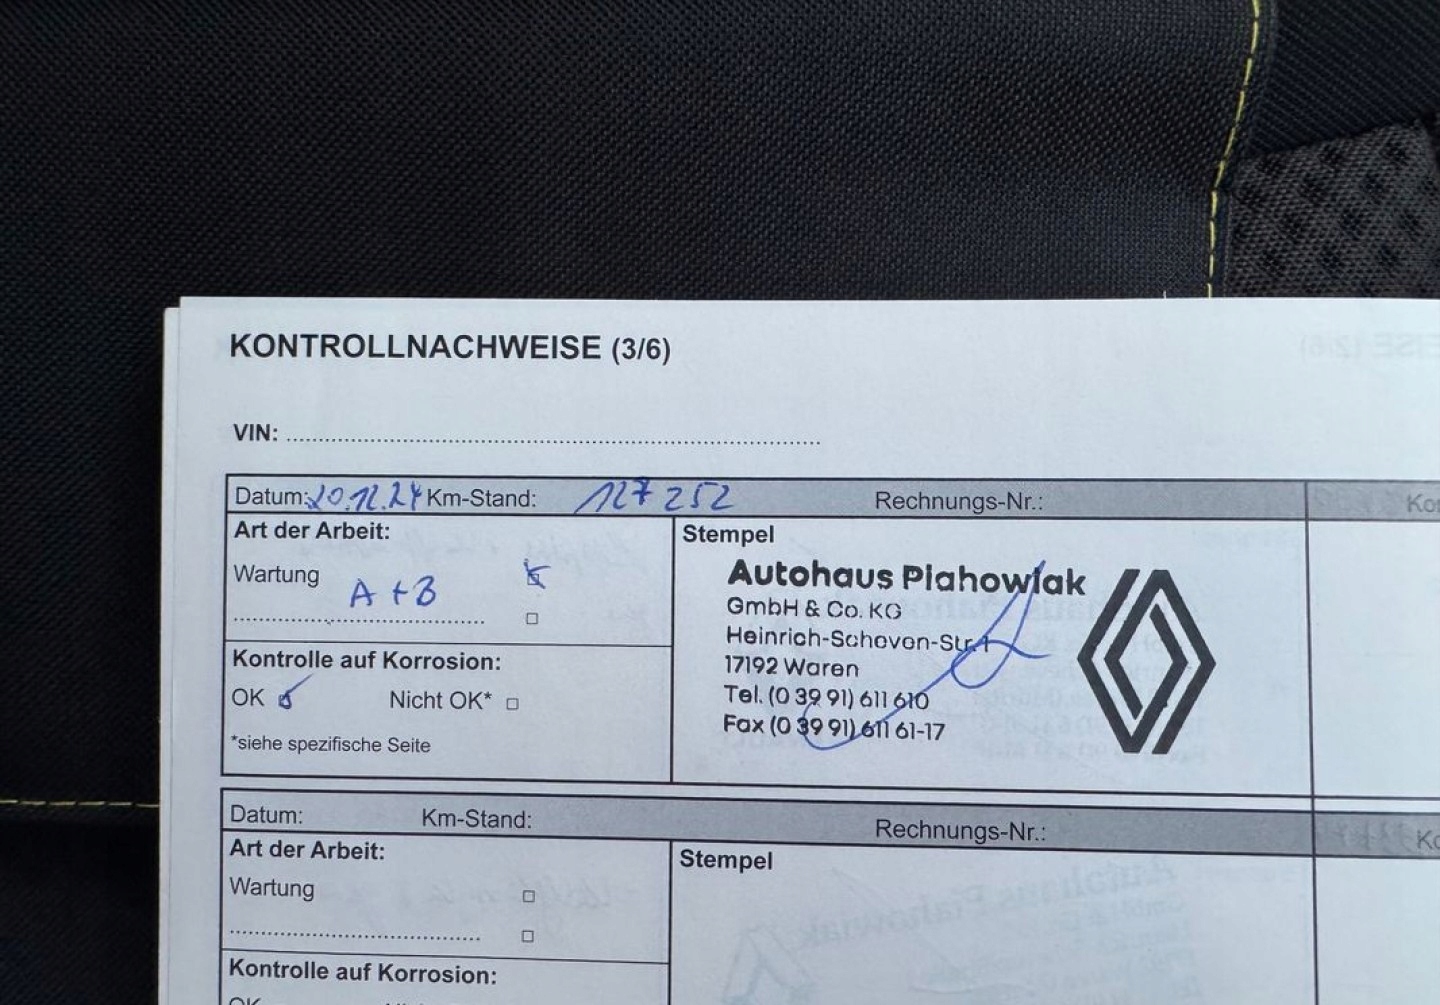 KONTROLLNACHWEISE (3/6)
VIN:
Datum: 20.12.24 Km-Stand: 127 252 Rechnungs-Nr.:
Art der Arbeit:
Wartung A + B
Kontrolle auf Korrosion:
OK Nicht OK*
*siehe spezifische Seite
Stempel
Autohaus Piahowiak
GmbH & Co. KG
Heinrich-Scheven-Str. 1
17192 Waren
Tel. (0 39 91) 611 610
Fax (0 39 91) 611 61-17
Datum: Km-Stand: Rechnungs-Nr.:
Art der Arbeit:
Wartung
Kontrolle auf Korrosion:
Stempel